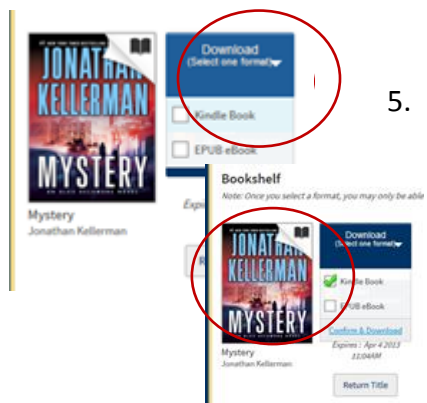 JONATHAN
KELLERMAN
MYSTERY
Download
(Select one format)
Kindle Book
EPUB eBook
Mystery
Jonathan Kellerman
5.
Bookshelf
Note: Once you select a format, you may only be able
JONATHAN
KELLERMAN
MYSTERY
Download
(Select one format)
Kindle Book
EPUB eBook
Confirm & Download
Expires : Apr 4 2013
11:04AM
Mystery
Jonathan Kellerman
Return Title